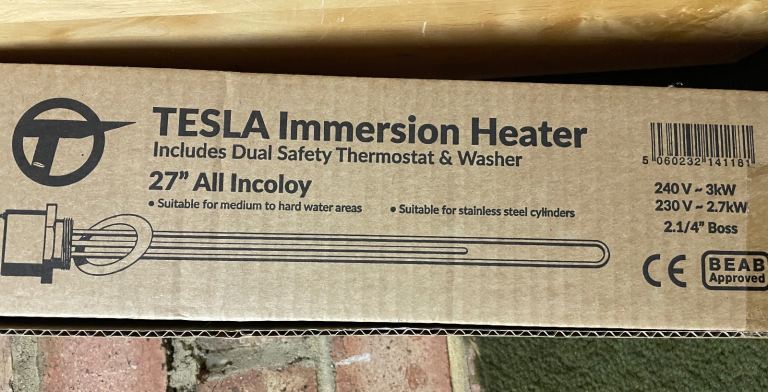 TESLA Immersion Heater
Includes Dual Safety Thermostat & Washer
27” All Incoloy
• Suitable for medium to hard water areas
• Suitable for stainless steel cylinders
5 060232 141181
240 V ~ 3kW
230 V ~ 2.7kW
2.1/4” Boss
CE
BEAB
Approved